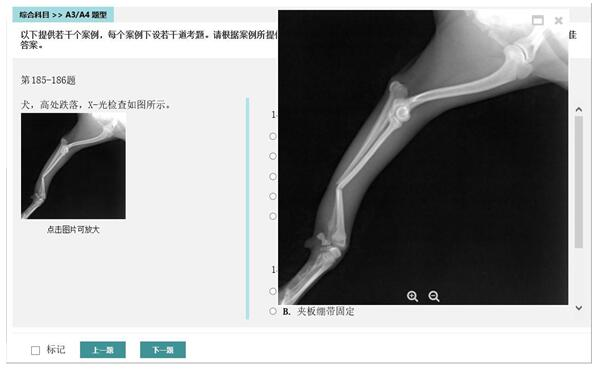 综合科目 >> A3/A4 题型
以下提供若干个案例，每个案例下设若干道考题。请根据案例所提 佳
答案。
第185-186题
犬，高处跌落，X-光检查如图所示。
点击图片可放大
B. 夹板绷带固定
标记 上一题 下一题